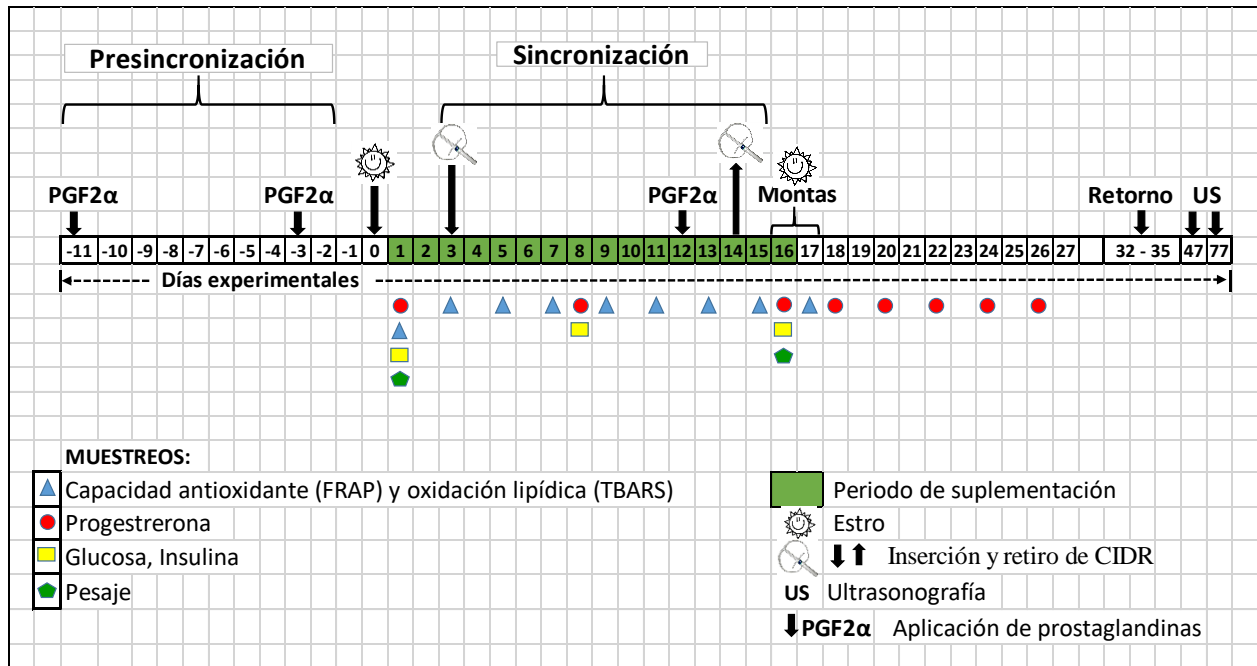 Presincronización
Sincronización
PGF2α PGF2α PGF2α Montas Retorno US
-11 -10 -9 -8 -7 -6 -5 -4 -3 -2 -1 0 1 2 3 4 5 6 7 8 9 10 11 12 13 14 15 16 17 18 19 20 21 22 23 24 25 26 27 32 - 35 47 77
Días experimentales
MUESTREOS:
Capacidad antioxidante (FRAP) y oxidación lipídica (TBARS)
Progestrerona
Glucosa, Insulina
Pesaje
Periodo de suplementación
Estro
Inserción y retiro de CIDR
US Ultrasonografía
PGF2α Aplicación de prostaglandinas